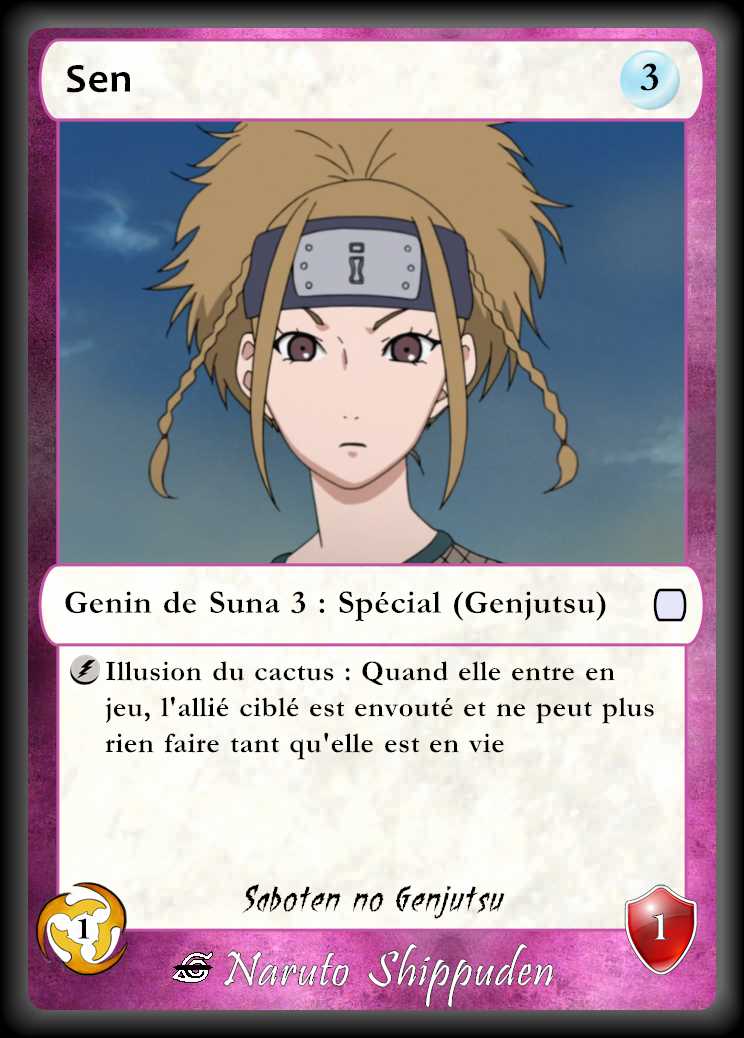 Sen
3
Genin de Suna 3 : Spécial (Genjutsu)
Illusion du cactus : Quand elle entre en
jeu, l'allié ciblé est envouté et ne peut plus
rien faire tant qu'elle est en vie
Saboten no Genjutsu
1
1
Naruto Shippuden